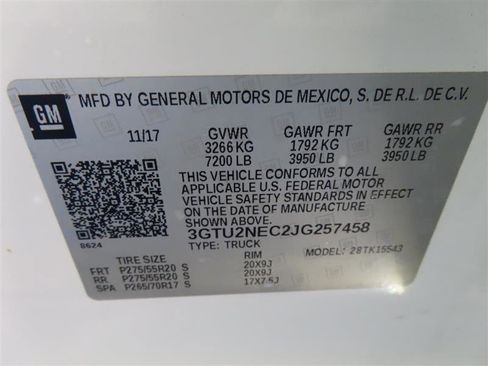 GM MFD BY GENERAL MOTORS DE MEXICO, S. DE R.L. DE C.V.
11/17 GVWR GAWR FRT GAWR RR
3266 KG 1792 KG 1792 KG
7200 LB 3950 LB 3950 LB
THIS VEHICLE CONFORMS TO ALL
APPLICABLE U.S. FEDERAL MOTOR
VEHICLE SAFETY STANDARDS IN EFFECT
ON THE DATE OF MANUFACTURE
SHOWN ABOVE.
3GTU2NEC2JG257458
8624 TYPE: TRUCK MODEL: 28TK15543
TIRE SIZE RIM
FRT P275/55R20 S 20X9J
RR P275/55R20 S 20X9J
SPA P265/70R17 S 17X7.5J